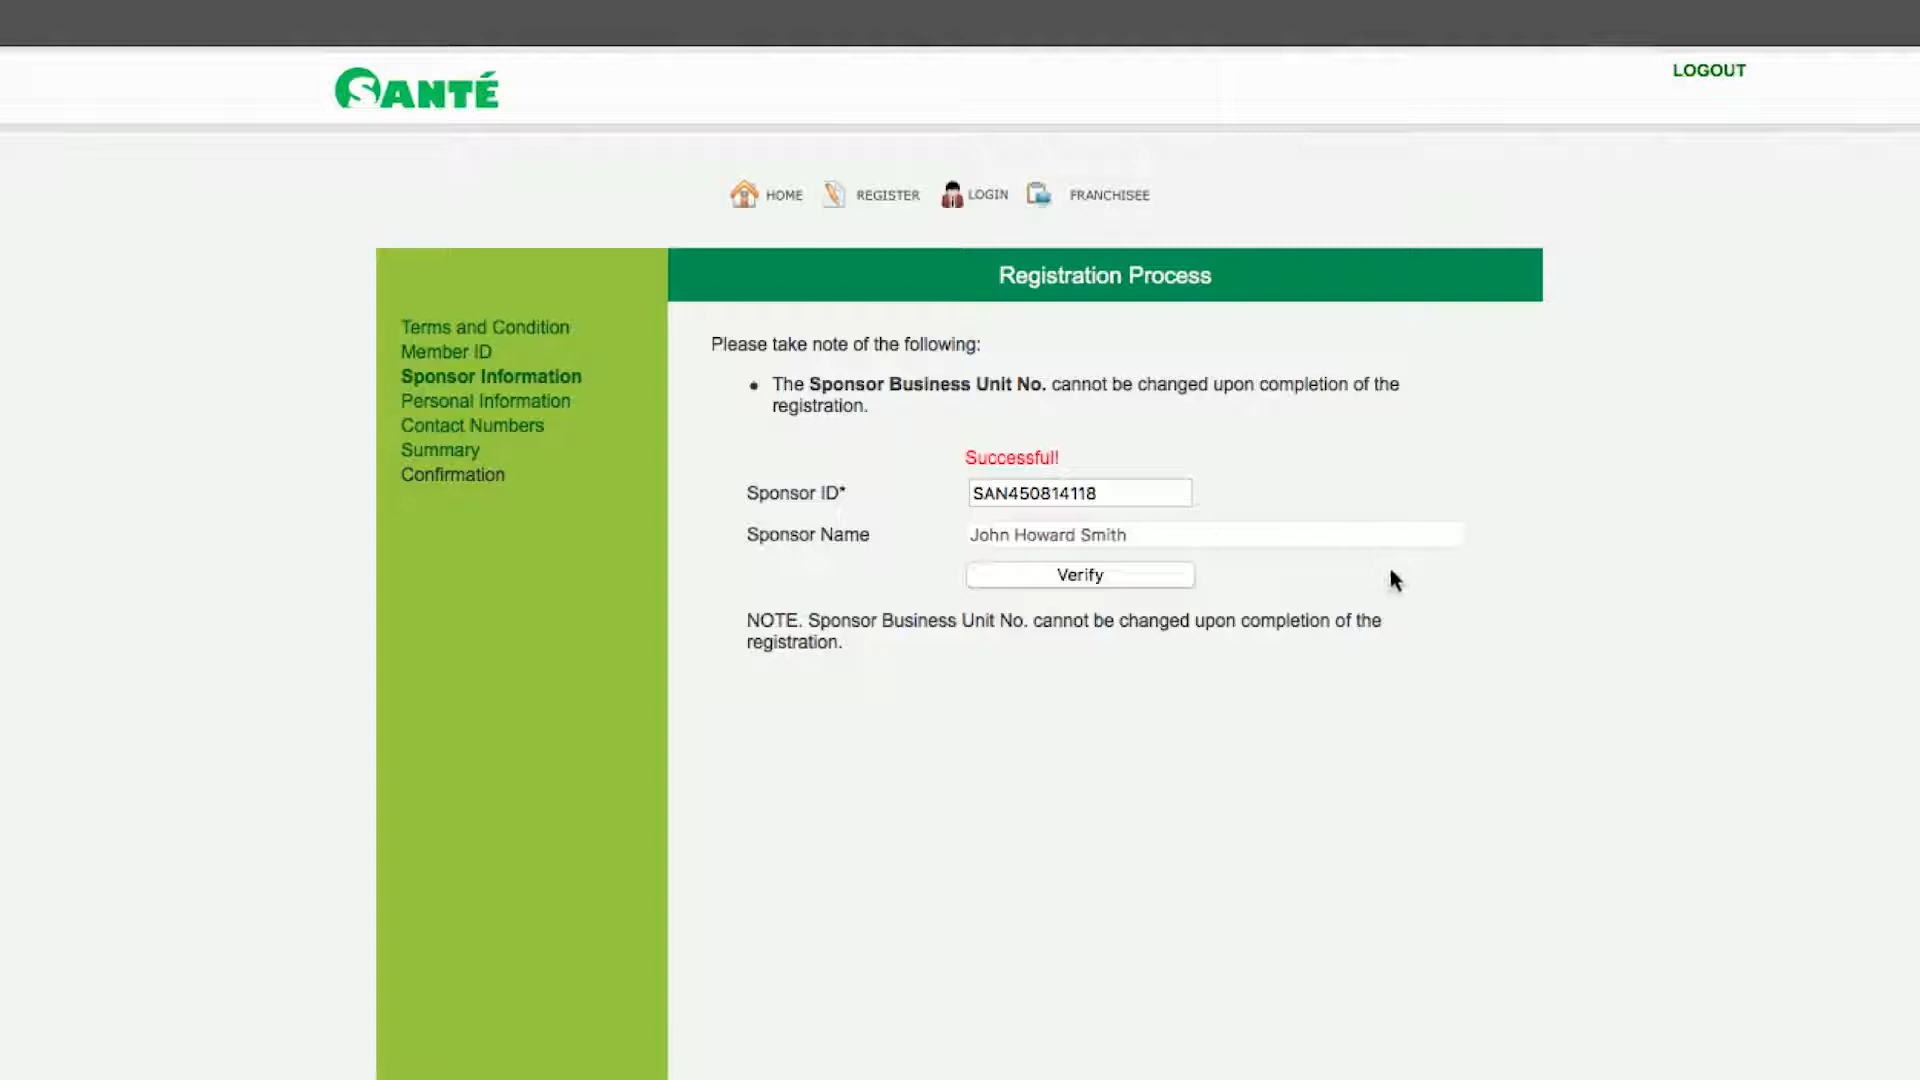 SANTÉ
LOGOUT
HOME REGISTER LOGIN FRANCHISEE
Registration Process
Terms and Condition
Member ID
Sponsor Information
Personal Information
Contact Numbers
Summary
Confirmation
Please take note of the following:
• The Sponsor Business Unit No. cannot be changed upon completion of the
registration.
Successful!
Sponsor ID* SAN450814118
Sponsor Name John Howard Smith
Verify
NOTE. Sponsor Business Unit No. cannot be changed upon completion of the
registration.